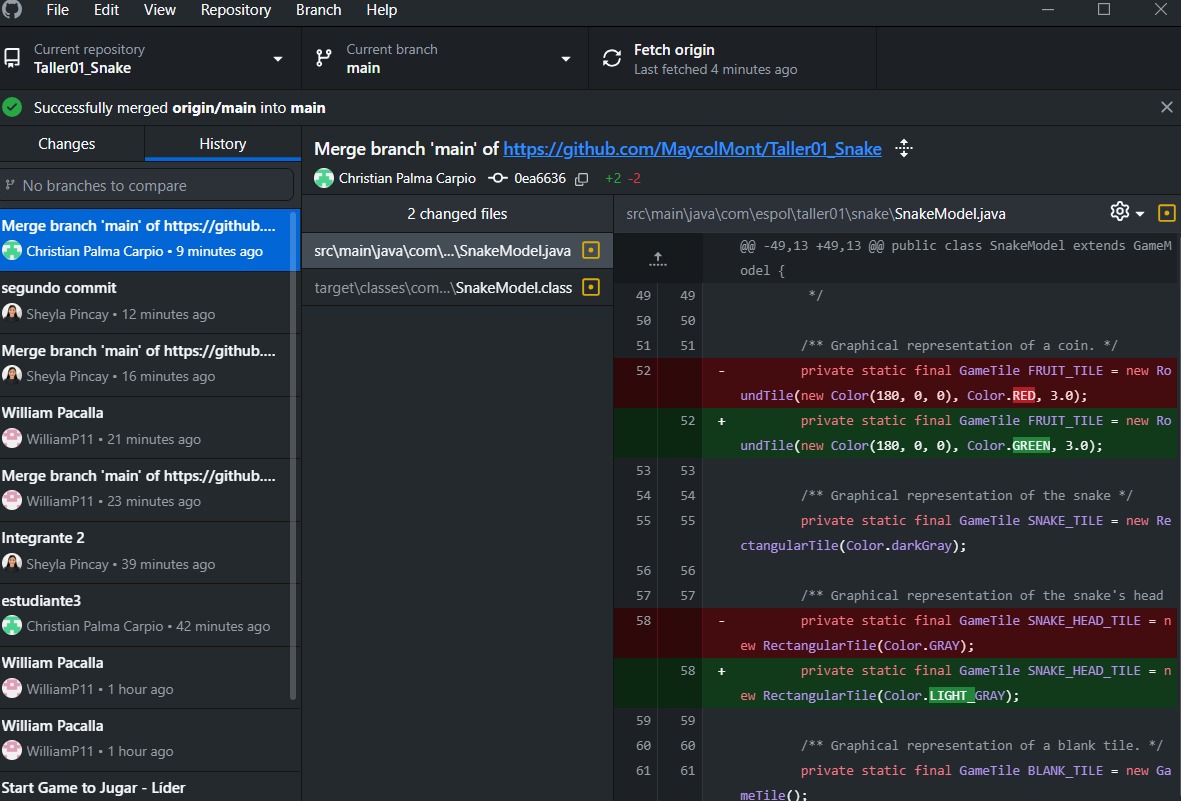 File Edit View Repository Branch Help
Current repository
Taller01_Snake
Current branch
main
Fetch origin
Last fetched 4 minutes ago
Successfully merged origin/main into main
Changes
History
No branches to compare
Merge branch 'main' of https://github....
Christian Palma Carpio • 9 minutes ago
segundo commit
Sheyla Pincay • 12 minutes ago
Merge branch 'main' of https://github....
Sheyla Pincay • 16 minutes ago
William Pacalla
WilliamP11 • 21 minutes ago
Merge branch 'main' of https://github....
WilliamP11 • 23 minutes ago
Integrante 2
Sheyla Pincay • 39 minutes ago
estudiante3
Christian Palma Carpio • 42 minutes ago
William Pacalla
WilliamP11 • 1 hour ago
William Pacalla
WilliamP11 • 1 hour ago
Start Game to Jugar - Líder
Merge branch 'main' of https://github.com/MaycolMont/Taller01_Snake
Christian Palma Carpio 0ea6636 +2 -2
2 changed files
src\main\java\com\...\SnakeModel.java
target\classes\com...\SnakeModel.class
src\main\java\com\espol\taller01\snake\SnakeModel.java
@@ -49,13 +49,13 @@ public class SnakeModel extends GameM
odel {
49 49 */
50 50
51 51 /** Graphical representation of a coin. */
52 - private static final GameTile FRUIT_TILE = new Ro
undTile(new Color(180, 0, 0), Color.RED, 3.0);
52 + private static final GameTile FRUIT_TILE = new Ro
undTile(new Color(180, 0, 0), Color.GREEN, 3.0);
53 53
54 54 /** Graphical representation of the snake */
55 55 private static final GameTile SNAKE_TILE = new Re
ctangularTile(Color.darkGray);
56 56
57 57 /** Graphical representation of the snake's head
58 - private static final GameTile SNAKE_HEAD_TILE = n
ew RectangularTile(Color.GRAY);
58 + private static final GameTile SNAKE_HEAD_TILE = n
ew RectangularTile(Color.LIGHT_GRAY);
59 59
60 60 /** Graphical representation of a blank tile. */
61 61 private static final GameTile BLANK_TILE = new Ga
meTile();